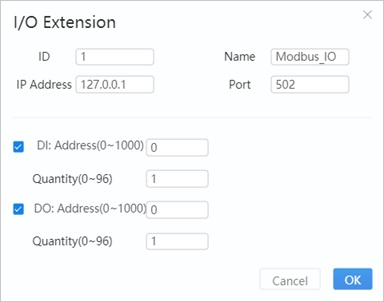 I/O Extension
ID 1 Name Modbus_IO
IP Address 127.0.0.1 Port 502
DI: Address(0~1000) 0
Quantity(0~96) 1
DO: Address(0~1000) 0
Quantity(0~96) 1
Cancel OK